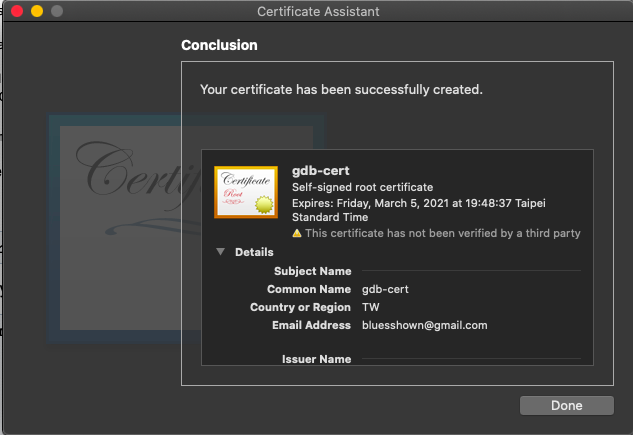 Certificate Assistant
Conclusion
Your certificate has been successfully created.
Certificate
Root
gdb-cert
Self-signed root certificate
Expires: Friday, March 5, 2021 at 19:48:37 Taipei
Standard Time
This certificate has not been verified by a third party
Details
Subject Name
Common Name gdb-cert
Country or Region TW
Email Address bluesshown@gmail.com
Issuer Name
Done